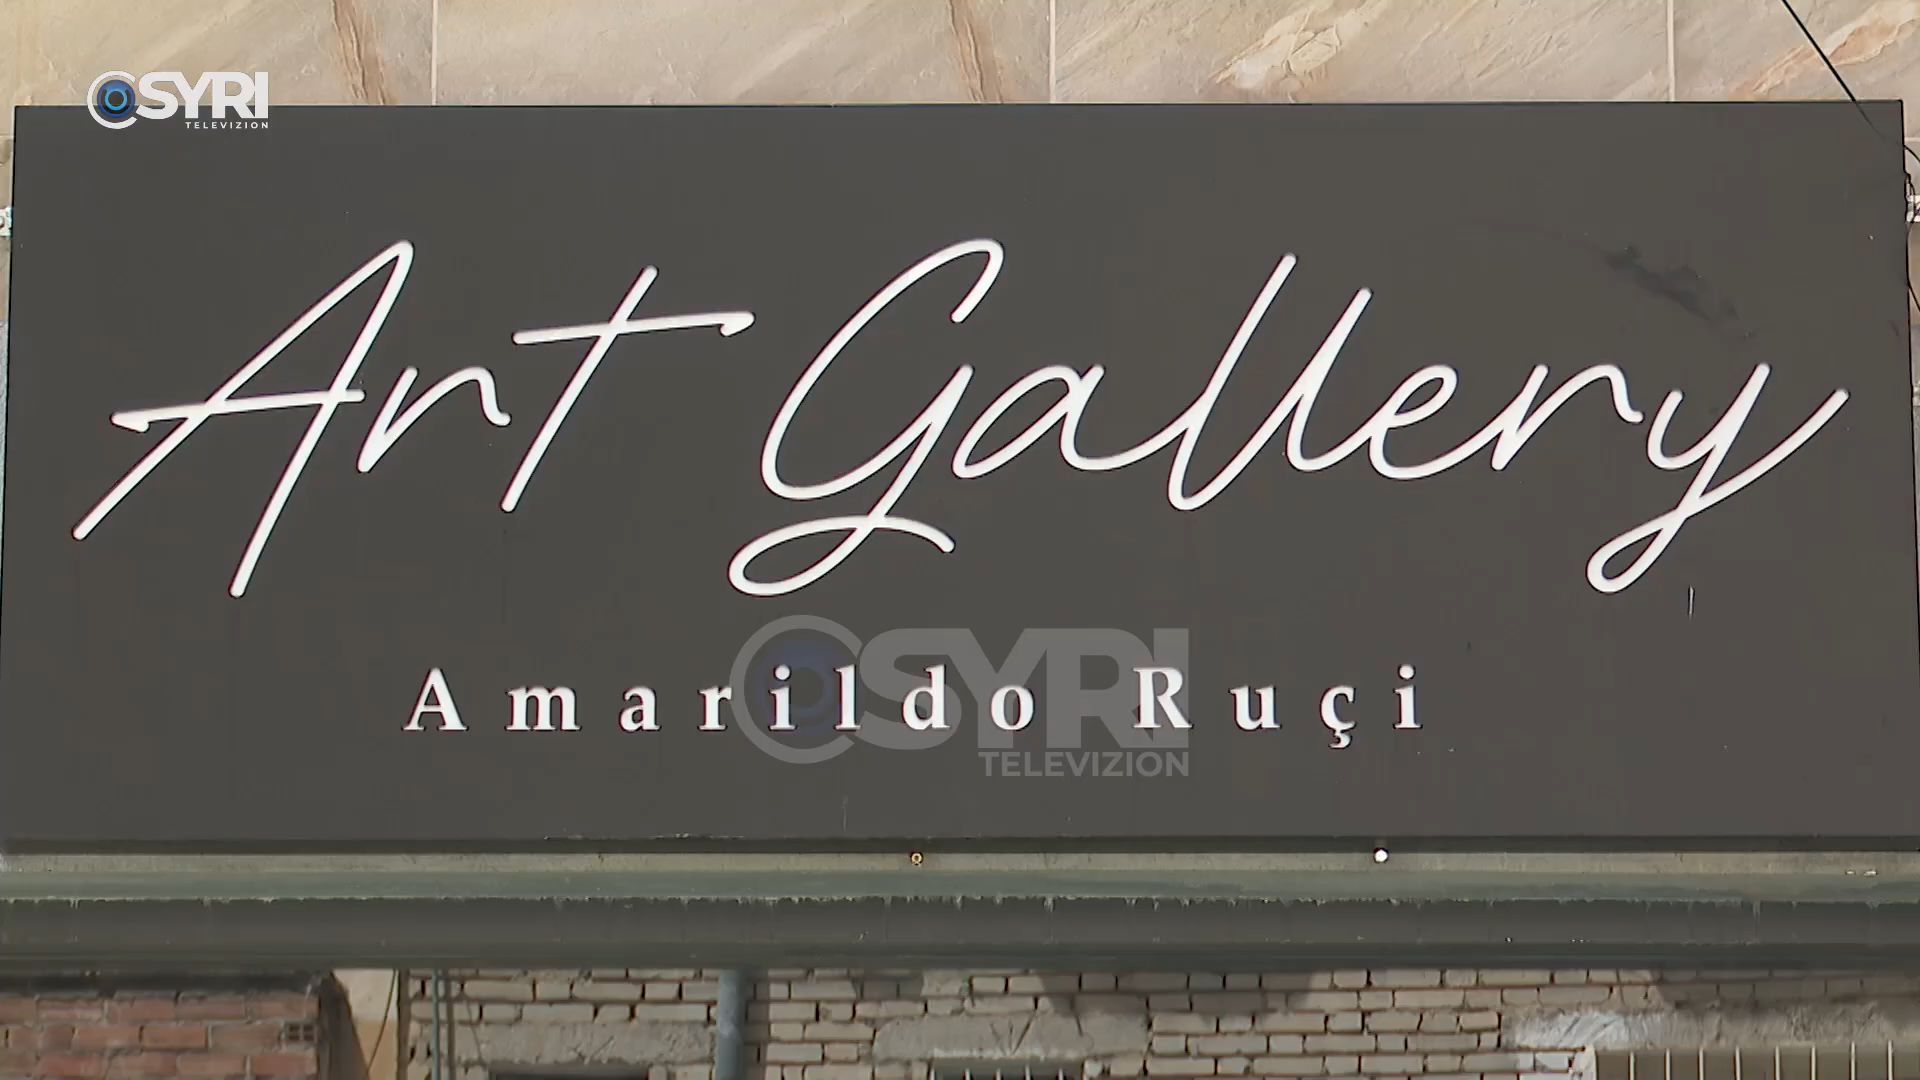 SYRI
TELEVIZION
Art Gallery
Amarildo Ruçi
SYRI
TELEVIZION